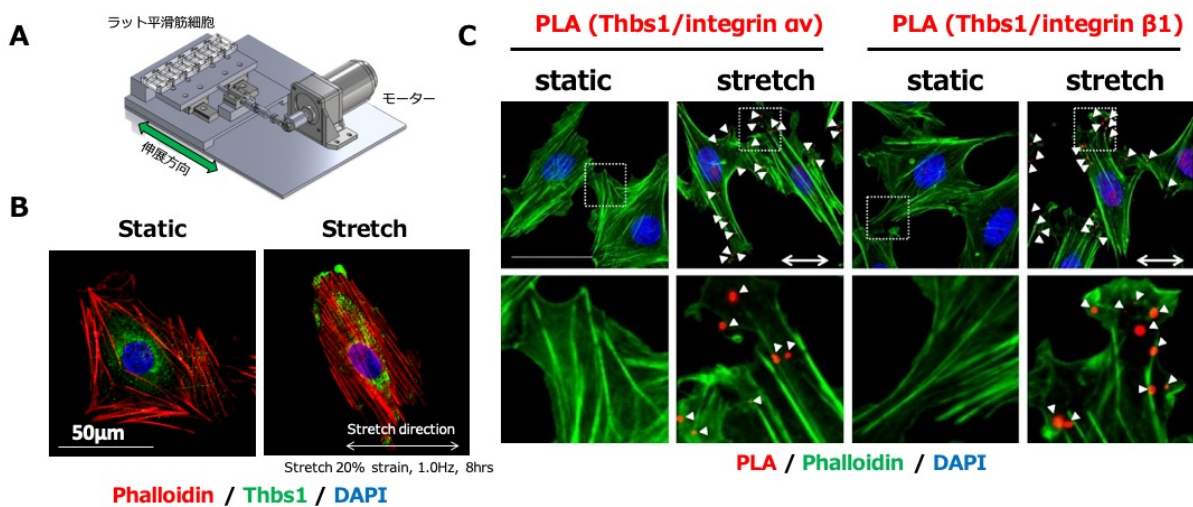 A
ラット平滑筋細胞
モーター
伸展方向
B
Static
Stretch
50μm
Stretch direction
Stretch 20% strain, 1.0Hz, 8hrs
Phalloidin / Thbs1 / DAPI
C
PLA (Thbs1/integrin αv)
PLA (Thbs1/integrin β1)
static
stretch
static
stretch
PLA / Phalloidin / DAPI